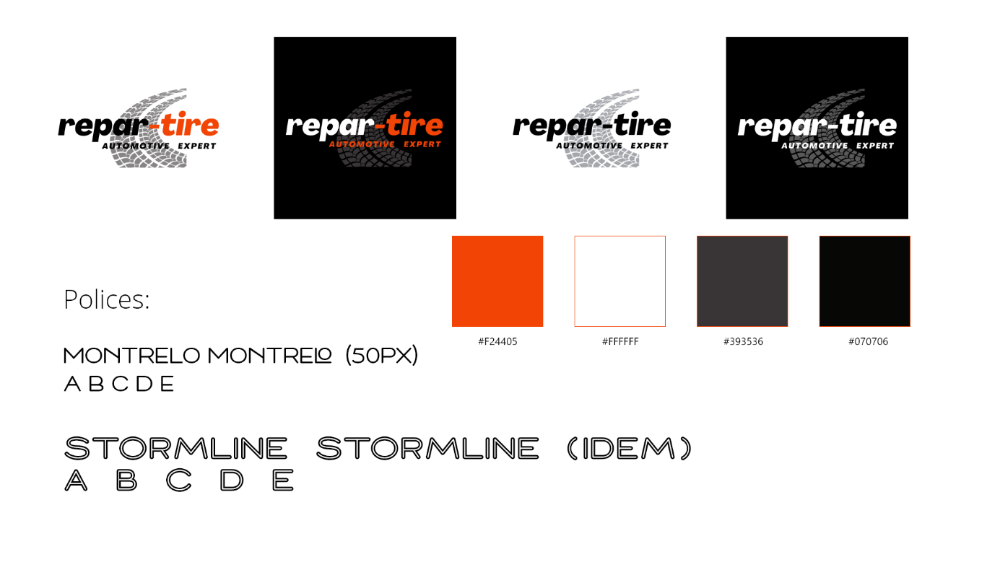 repar-tire
AUTOMOTIVE EXPERT
repar-tire
AUTOMOTIVE EXPERT
repar-tire
AUTOMOTIVE EXPERT
repar-tire
AUTOMOTIVE EXPERT
#F24405
#FFFFFF
#393536
#070706
Polices:
MONTRELO MONTRELO (50PX)
A B C D E
STORMLINE STORMLINE (IDEM)
A B C D E